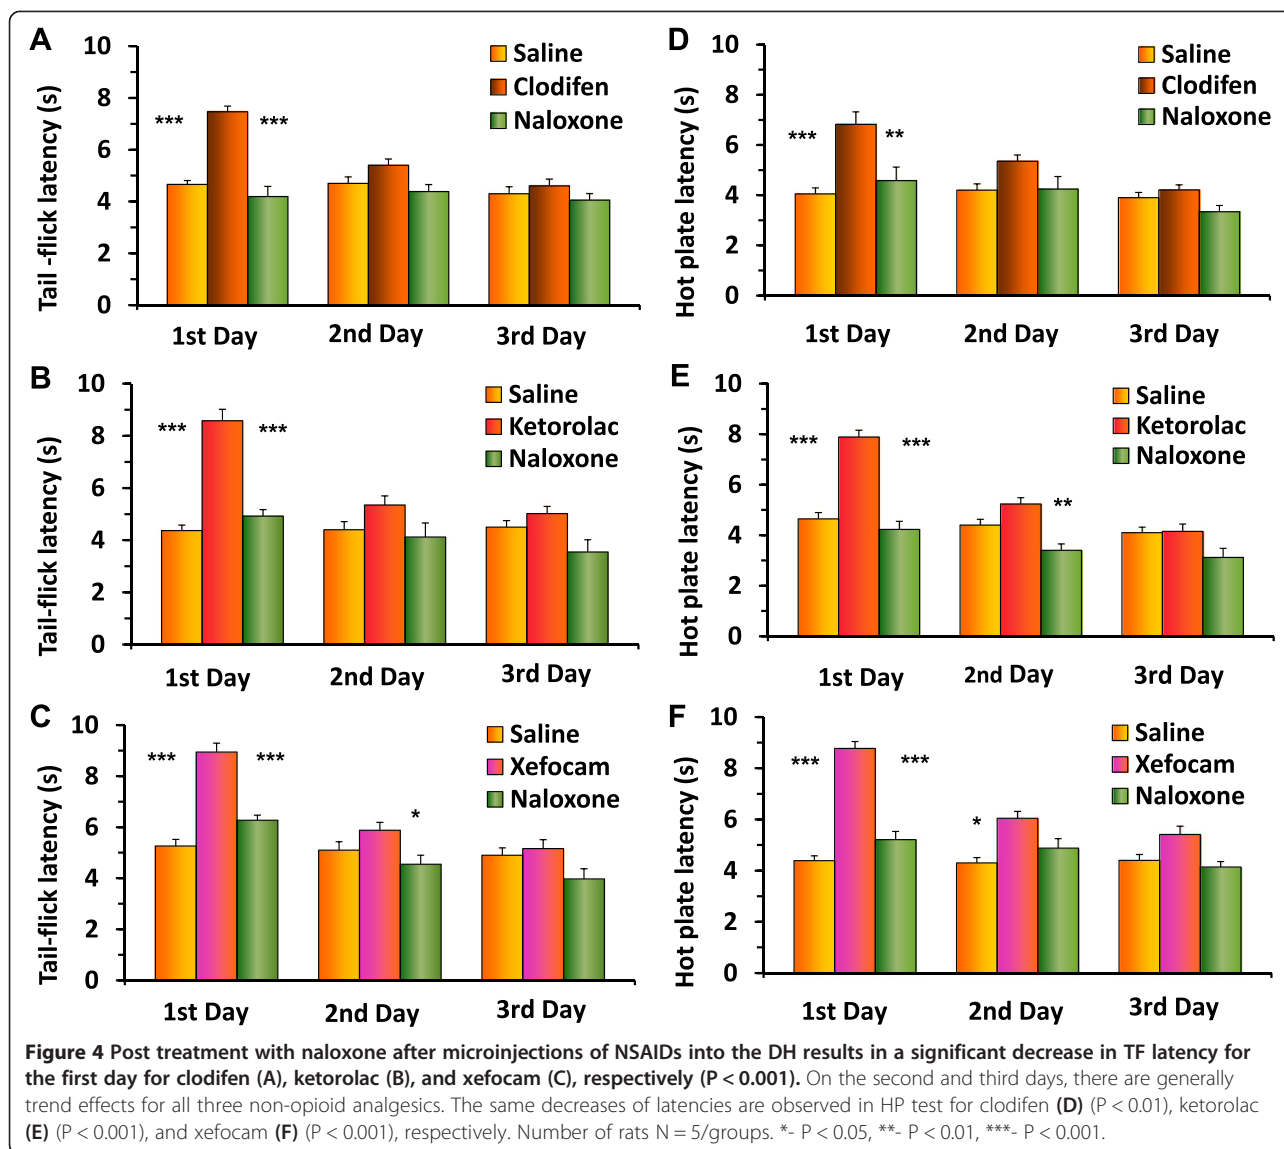 A
Tail -flick latency (s)
10
8
6
4
2
0
Saline
Clodifen
Naloxone
*** ***
1st Day 2nd Day 3rd Day
D
Hot plate latency (s)
10
8
6
4
2
0
Saline
Clodifen
Naloxone
*** **
1st Day 2nd Day 3rd Day
B
Tail-flick latency (s)
10
8
6
4
2
0
Saline
Ketorolac
Naloxone
*** ***
1st Day 2nd Day 3rd Day
E
Hot plate latency (s)
10
8
6
4
2
0
Saline
Ketorolac
Naloxone
*** *** **
1st Day 2nd Day 3rd Day
C
Tail-flick latency (s)
10
8
6
4
2
0
Saline
Xefocam
Naloxone
*** *** *
1st Day 2nd Day 3rd Day
F
Hot plate latency (s)
10
8
6
4
2
0
Saline
Xefocam
Naloxone
*** *** *
1st Day 2nd Day 3rd Day
Figure 4 Post treatment with naloxone after microinjections of NSAIDs into the DH results in a significant decrease in TF latency for
the first day for clodifen (A), ketorolac (B), and xefocam (C), respectively (P < 0.001). On the second and third days, there are generally
trend effects for all three non-opioid analgesics. The same decreases of latencies are observed in HP test for clodifen (D) (P < 0.01), ketorolac
(E) (P < 0.001), and xefocam (F) (P < 0.001), respectively. Number of rats N = 5/groups. *- P < 0.05, **- P < 0.01, ***- P < 0.001.